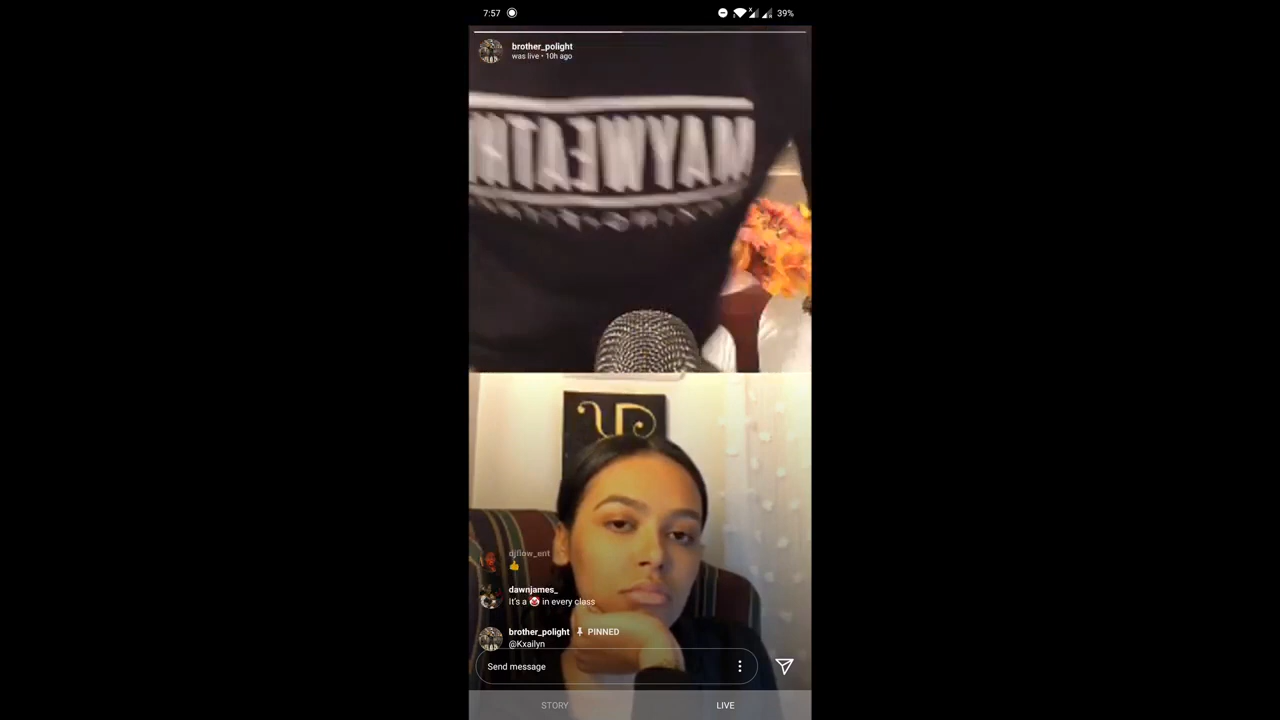 7:57
39%
brother_polight
was live • 10h ago
MAYWEATH
djflow_ent
👍
dawnjames_
It's a 🤡 in every class
brother_polight PINNED
@Kxailyn
Send message
STORY LIVE